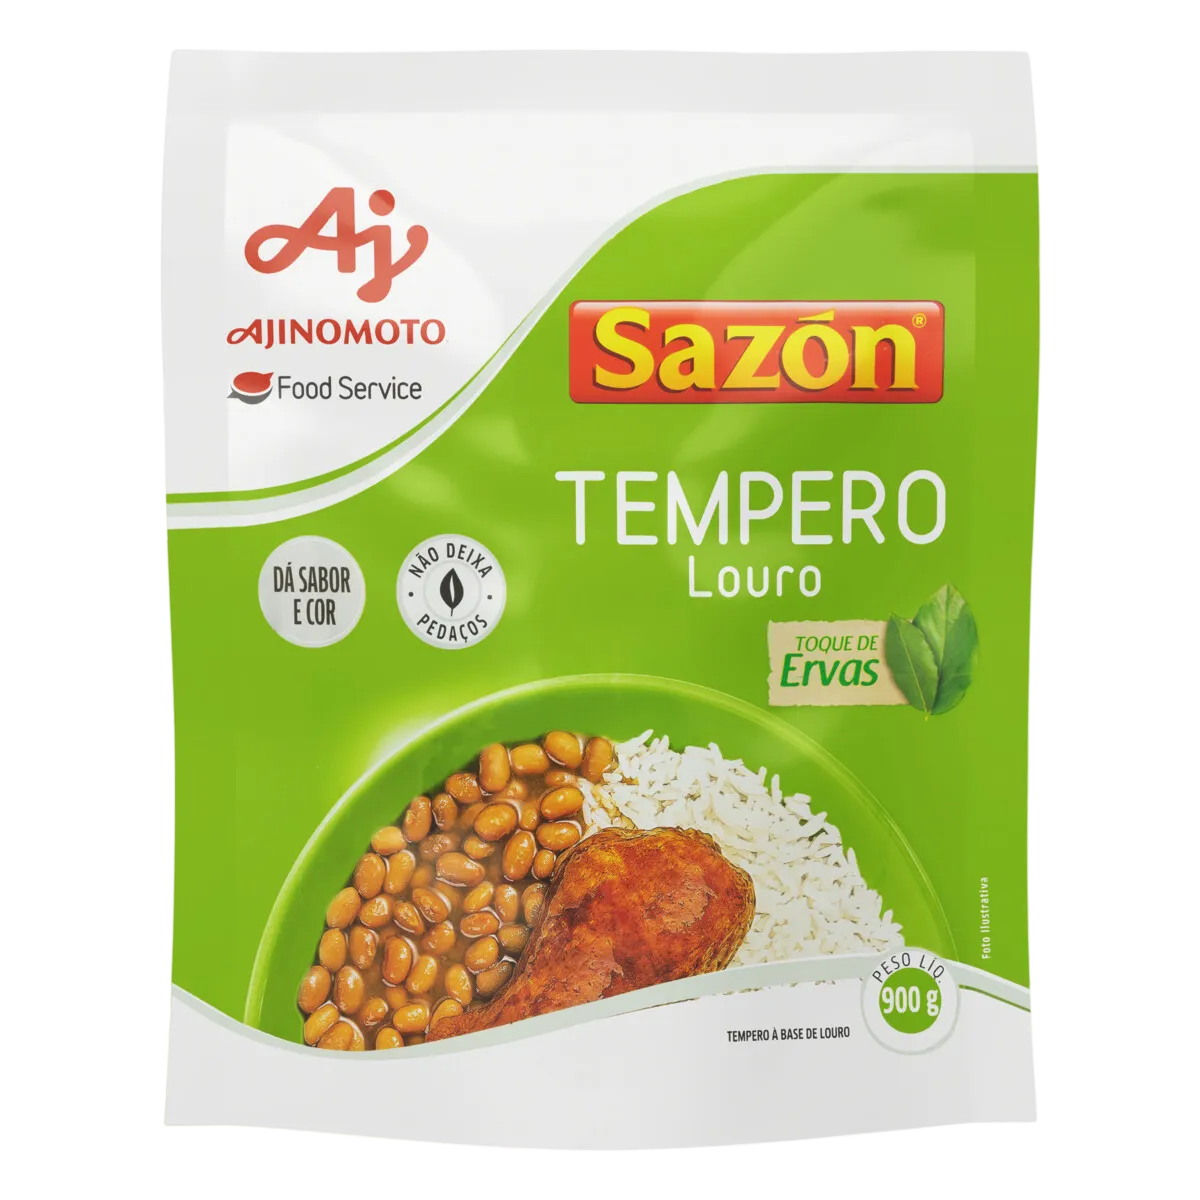 Aj
AJINOMOTO
Food Service
Sazón®
TEMPERO
Louro
DÁ SABOR
E COR
NÃO DEIXA
PEDAÇOS
TOQUE DE
Ervas
Foto Ilustrativa
PESO LÍQ.
900 g
TEMPERO À BASE DE LOURO